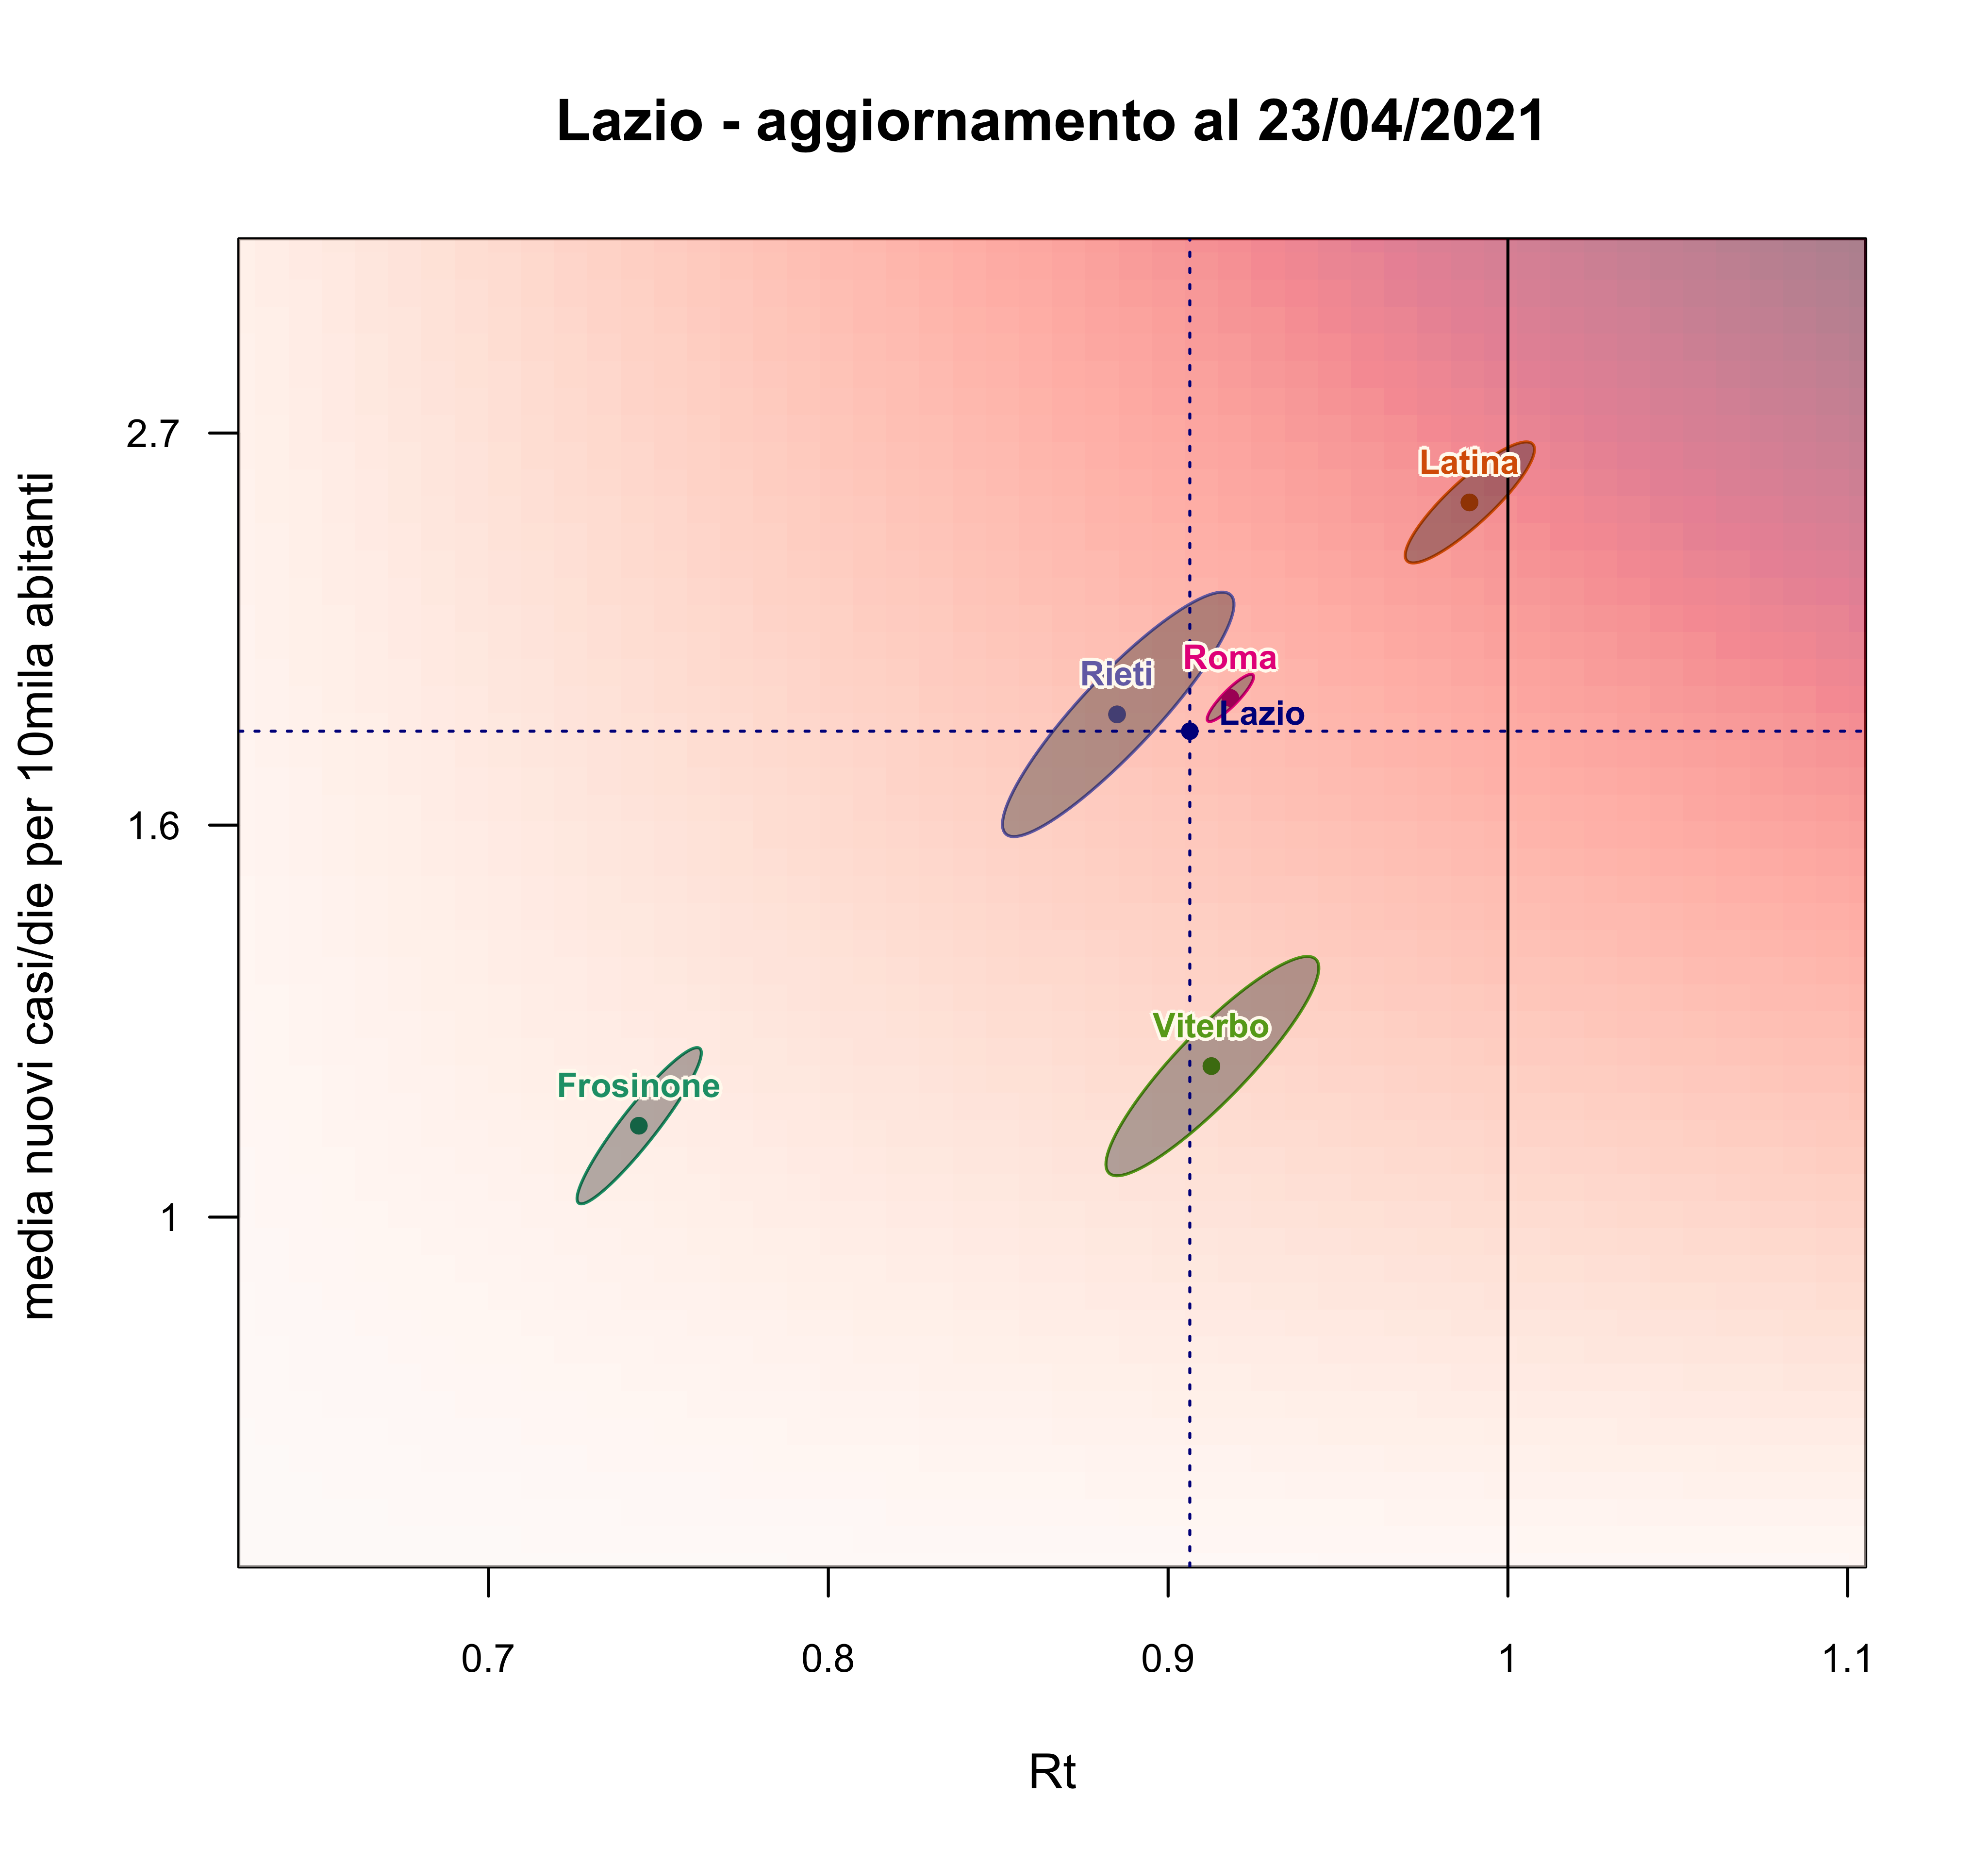 Lazio - aggiornamento al 23/04/2021
media nuovi casi/die per 10mila abitanti
2.7
1.6
1
Latina
Rieti
Roma
Lazio
Viterbo
Frosinone
0.7
0.8
0.9
1
1.1
Rt